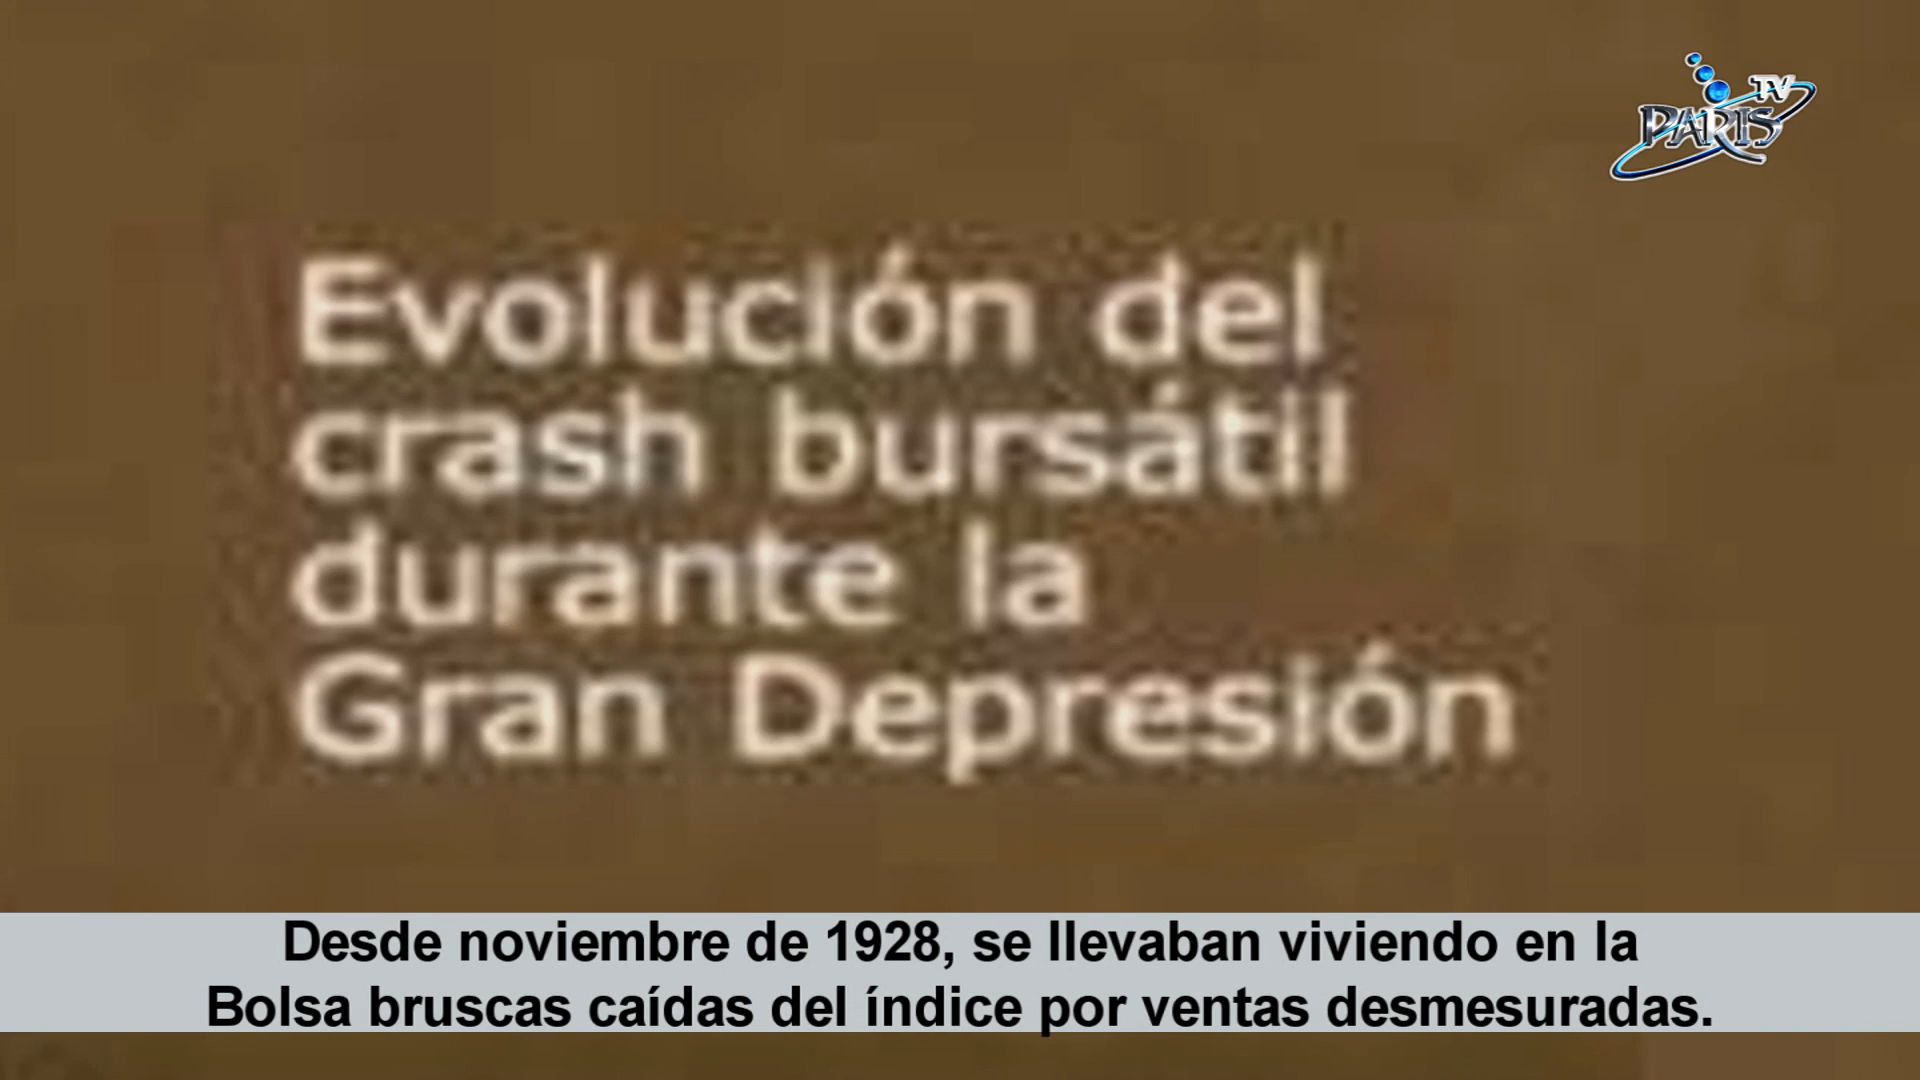 TV
PARIS
Evolución del
crash bursátil
durante la
Gran Depresión
Desde noviembre de 1928, se llevaban viviendo en la
Bolsa bruscas caídas del índice por ventas desmesuradas.